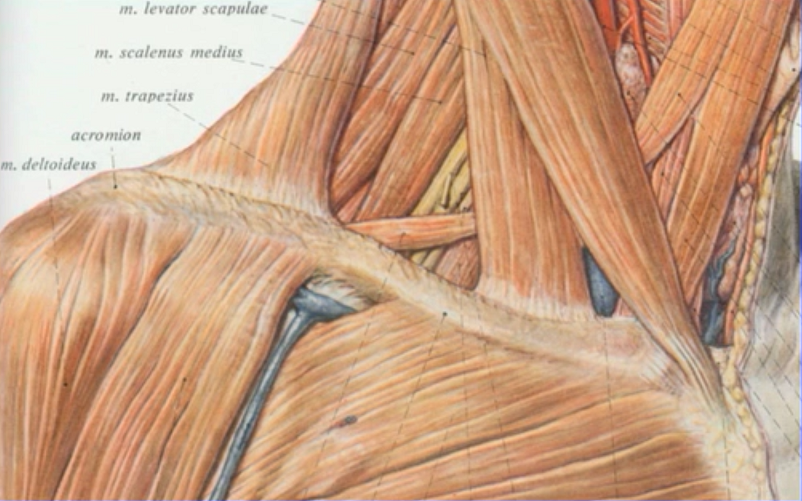 m. levator scapulae
m. scalenus medius
m. trapezius
acromion
m. deltoideus